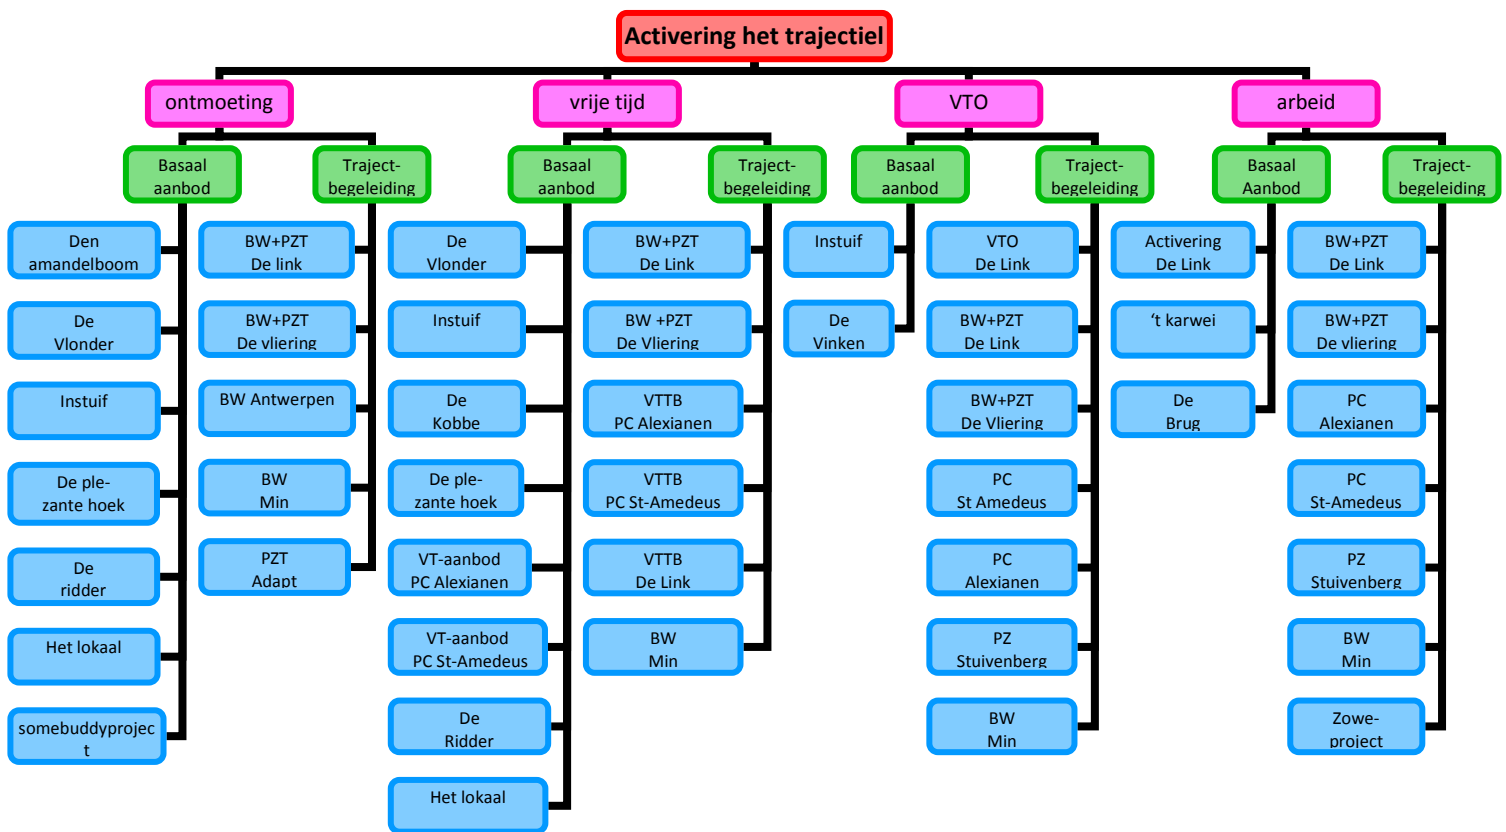 Activering het trajectiel
ontmoeting
Basaal
aanbod
Den
amandelboom
De
Vlonder
Instuif
De ple-
zante hoek
De
ridder
Het lokaal
somebuddyprojec
t
Traject-
begeleiding
BW+PZT
De link
BW+PZT
De vliering
BW Antwerpen
BW
Min
PZT
Adapt
vrije tijd
Basaal
aanbod
De
Vlonder
Instuif
De
Kobbe
De ple-
zante hoek
VT-aanbod
PC Alexianen
VT-aanbod
PC St-Amedeus
De
Ridder
Het lokaal
Traject-
begeleiding
BW+PZT
De Link
BW +PZT
De Vliering
VTTB
PC Alexianen
VTTB
PC St-Amedeus
VTTB
De Link
BW
Min
VTO
Basaal
aanbod
Instuif
De
Vinken
Traject-
begeleiding
VTO
De Link
BW+PZT
De Link
BW+PZT
De Vliering
PC
St Amedeus
PC
Alexianen
PZ
Stuivenberg
BW
Min
arbeid
Basaal
Aanbod
Activering
De Link
‘t karwei
De
Brug
Traject-
begeleiding
BW+PZT
De Link
BW+PZT
De vliering
PC
Alexianen
PC
St-Amedeus
PZ
Stuivenberg
BW
Min
Zowe-
project